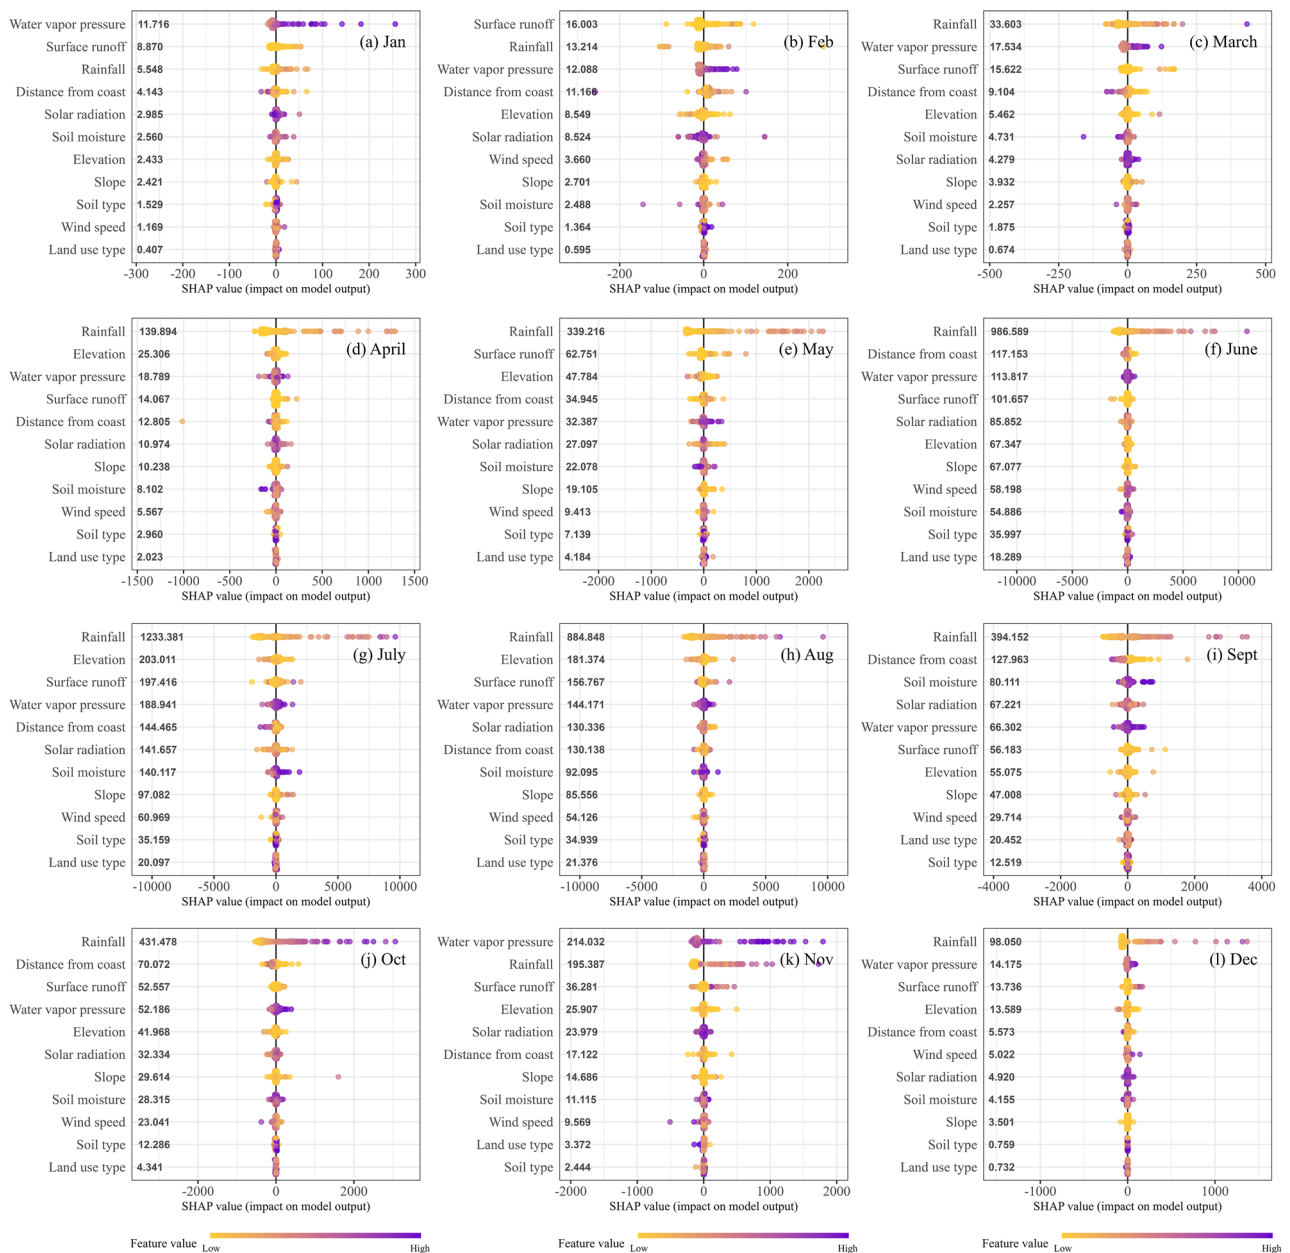 (a) Jan
Water vapor pressure 11.716
Surface runoff 8.870
Rainfall 5.548
Distance from coast 4.143
Solar radiation 2.985
Soil moisture 2.560
Elevation 2.433
Slope 2.421
Soil type 1.529
Wind speed 1.169
Land use type 0.407
-300 -200 -100 0 100 200 300
SHAP value (impact on model output)
(b) Feb
Surface runoff 16.003
Rainfall 13.214
Water vapor pressure 12.088
Distance from coast 11.166
Elevation 8.549
Solar radiation 8.524
Wind speed 3.660
Slope 2.701
Soil moisture 2.488
Soil type 1.364
Land use type 0.595
-200 0 200
SHAP value (impact on model output)
(c) March
Rainfall 33.603
Water vapor pressure 17.534
Surface runoff 15.622
Distance from coast 9.104
Elevation 5.462
Soil moisture 4.731
Solar radiation 4.279
Slope 3.932
Wind speed 2.257
Soil type 1.875
Land use type 0.674
-500 -250 0 250 500
SHAP value (impact on model output)
(d) April
Rainfall 139.894
Elevation 25.306
Water vapor pressure 18.789
Surface runoff 14.067
Distance from coast 12.805
Solar radiation 10.974
Slope 10.238
Soil moisture 8.102
Wind speed 5.567
Soil type 2.960
Land use type 2.023
-1500 -1000 -500 0 500 1000 1500
SHAP value (impact on model output)
(e) May
Rainfall 339.216
Surface runoff 62.751
Elevation 47.784
Distance from coast 34.945
Water vapor pressure 32.387
Solar radiation 27.097
Soil moisture 22.078
Slope 19.105
Wind speed 9.413
Soil type 7.139
Land use type 4.184
-2000 -1000 0 1000 2000
SHAP value (impact on model output)
(f) June
Rainfall 986.589
Distance from coast 117.153
Water vapor pressure 113.817
Surface runoff 101.657
Solar radiation 85.852
Elevation 67.347
Slope 67.077
Wind speed 58.198
Soil moisture 54.886
Soil type 35.997
Land use type 18.289
-10000 -5000 0 5000 10000
SHAP value (impact on model output)
(g) July
Rainfall 1233.381
Elevation 203.011
Surface runoff 197.416
Water vapor pressure 188.941
Distance from coast 144.465
Solar radiation 141.657
Soil moisture 140.117
Slope 97.082
Wind speed 60.969
Soil type 35.159
Land use type 20.097
-10000 -5000 0 5000 10000
SHAP value (impact on model output)
(h) Aug
Rainfall 884.848
Elevation 181.374
Surface runoff 156.767
Water vapor pressure 144.171
Solar radiation 130.336
Distance from coast 130.138
Soil moisture 92.095
Slope 85.556
Wind speed 54.126
Soil type 34.939
Land use type 21.376
-10000 -5000 0 5000 10000
SHAP value (impact on model output)
(i) Sept
Rainfall 394.152
Distance from coast 127.963
Soil moisture 80.111
Solar radiation 67.221
Water vapor pressure 66.302
Surface runoff 56.183
Elevation 55.075
Slope 47.008
Wind speed 29.714
Land use type 20.452
Soil type 12.519
-4000 -2000 0 2000 4000
SHAP value (impact on model output)
(j) Oct
Rainfall 431.478
Distance from coast 70.072
Surface runoff 52.557
Water vapor pressure 52.186
Elevation 41.968
Solar radiation 32.334
Slope 29.614
Soil moisture 28.315
Wind speed 23.041
Soil type 12.286
Land use type 4.341
-2000 0 2000
SHAP value (impact on model output)
(k) Nov
Water vapor pressure 214.032
Rainfall 195.387
Surface runoff 36.281
Elevation 25.907
Solar radiation 23.979
Distance from coast 17.122
Slope 14.686
Soil moisture 11.115
Wind speed 9.569
Land use type 3.372
Soil type 2.444
-2000 -1000 0 1000 2000
SHAP value (impact on model output)
(l) Dec
Rainfall 98.050
Water vapor pressure 14.175
Surface runoff 13.736
Elevation 13.589
Distance from coast 5.573
Wind speed 5.022
Solar radiation 4.920
Soil moisture 4.155
Slope 3.501
Soil type 0.759
Land use type 0.732
-1000 0 1000
SHAP value (impact on model output)
Feature value Low High
Feature value Low High
Feature value Low High